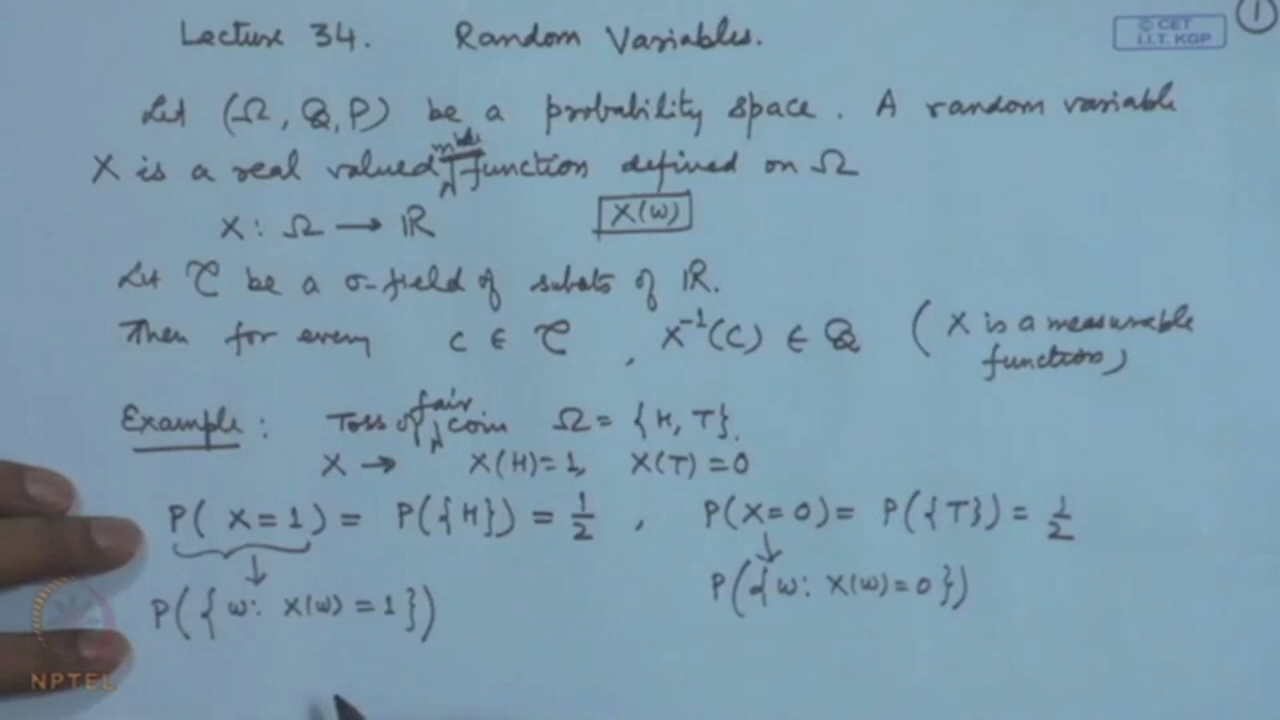 Lecture 34. Random Variables.
© CET
I.I.T. KGP
1
Let (Ω, Q, P) be a probability space. A random variable
X is a real valued mble function defined on Ω
X: Ω → ℝ X(ω)
Let 𝒞 be a σ-field of subsets of ℝ.
Then for every C ∈ 𝒞, X⁻¹(C) ∈ Q (X is a measurable
function)
Example: Toss of fair coin Ω = {H, T}.
X → X(H)=1, X(T)=0
P(X=1) = P({H}) = 1/2, P(X=0) = P({T}) = 1/2
↓ ↓
P({ω: X(ω)=1}) P({ω: X(ω)=0})
NPTEL